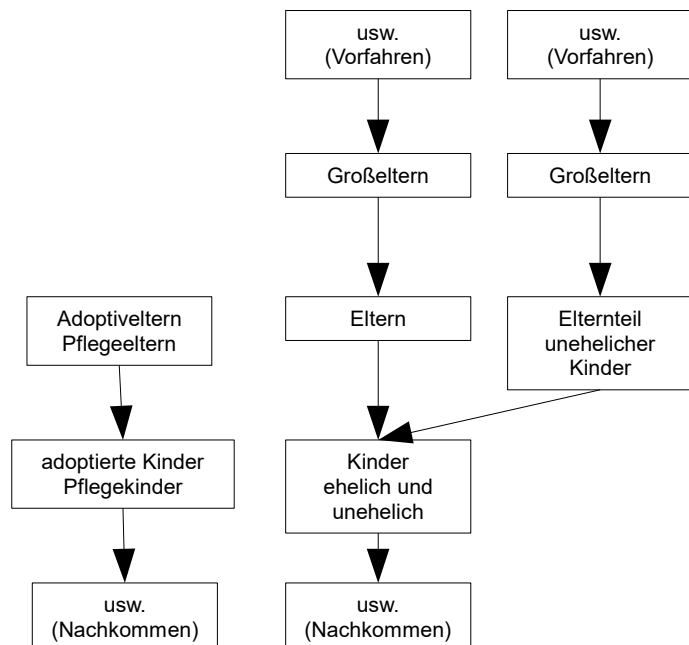 usw.
(Vorfahren)
usw.
(Vorfahren)
Großeltern
Großeltern
Adoptiveltern
Pflegeeltern
Eltern
Elternteil
unehelicher
Kinder
adoptierte Kinder
Pflegekinder
Kinder
ehelich und
unehelich
usw.
(Nachkommen)
usw.
(Nachkommen)